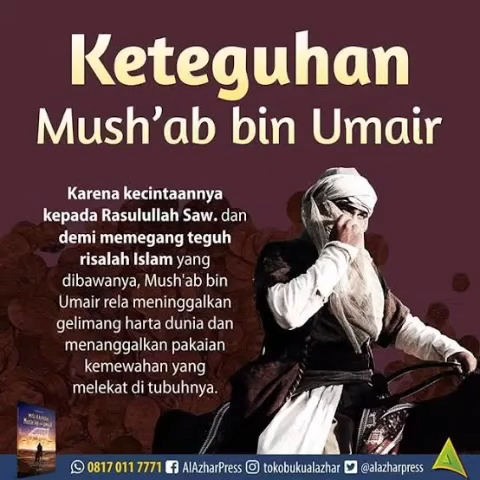 Keteguhan
Mush'ab bin Umair
Karena kecintaannya
kepada Rasulullah Saw. dan
demi memegang teguh
risalah Islam yang
dibawanya, Mush'ab bin
Umair rela meninggalkan
gelimang harta dunia dan
menanggalkan pakaian
kemewahan yang
melekat di tubuhnya.
0817 011 7771 AlAzharPress tokobukualazhar @alazharpress